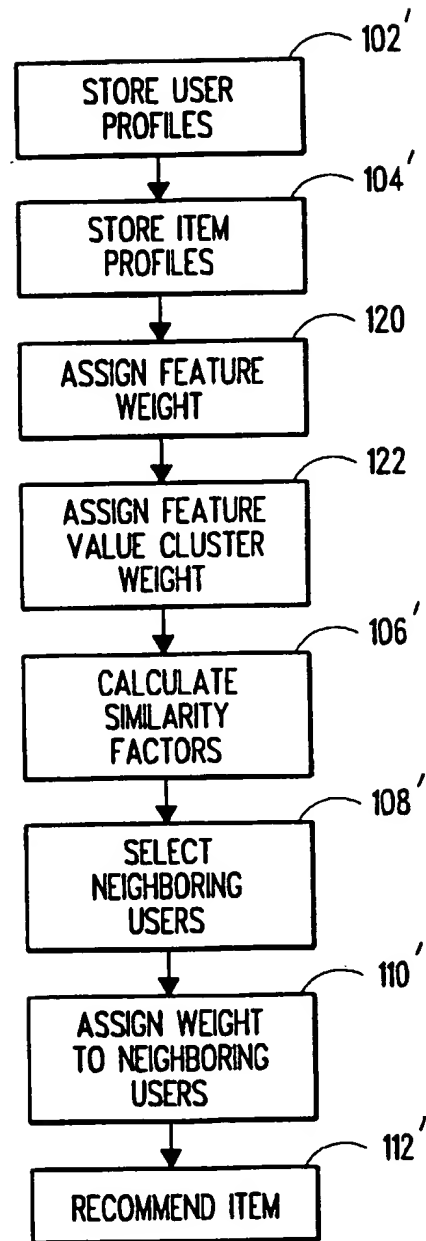 102'
STORE USER
PROFILES
104'
STORE ITEM
PROFILES
120
ASSIGN FEATURE
WEIGHT
122
ASSIGN FEATURE
VALUE CLUSTER
WEIGHT
106'
CALCULATE
SIMILARITY
FACTORS
108'
SELECT
NEIGHBORING
USERS
110'
ASSIGN WEIGHT
TO NEIGHBORING
USERS
112'
RECOMMEND ITEM